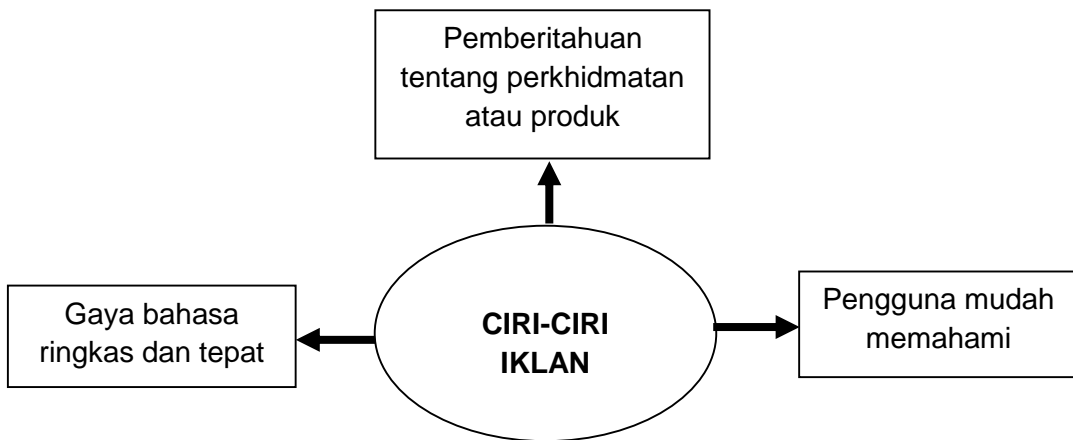 Pemberitahuan
tentang perkhidmatan
atau produk
Gaya bahasa
ringkas dan tepat
CIRI-CIRI
IKLAN
Pengguna mudah
memahami